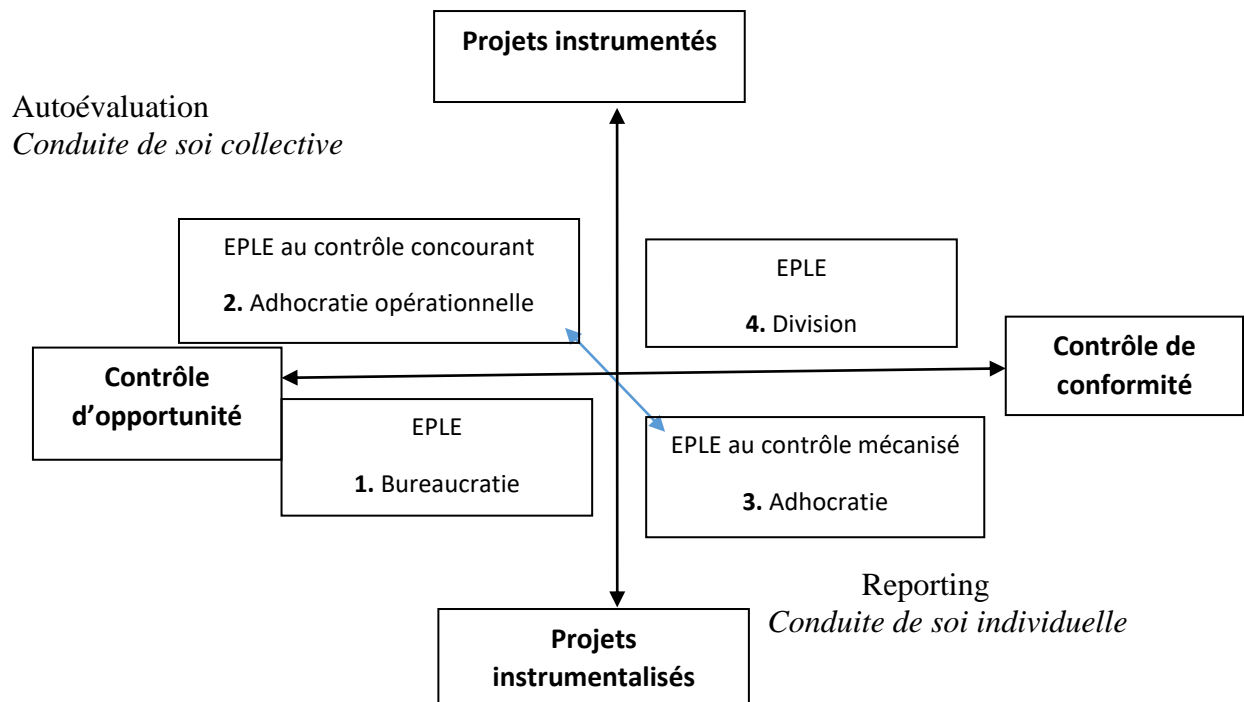 Projets instrumentés
Autoévaluation
Conduite de soi collective
EPLE au contrôle concourant
2. Adhocratie opérationnelle
EPLE
4. Division
Contrôle
d’opportunité
Contrôle de
conformité
EPLE
1. Bureaucratie
EPLE au contrôle mécanisé
3. Adhocratie
Reporting
Conduite de soi individuelle
Projets
instrumentalisés